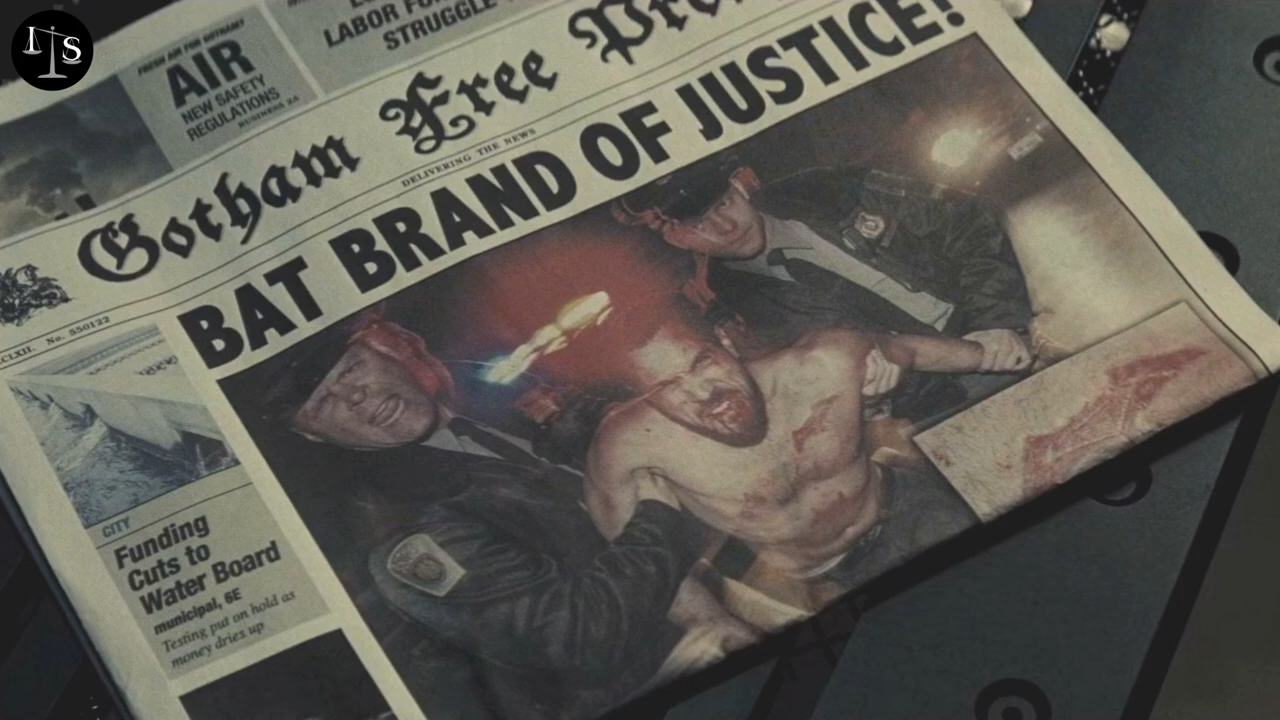 IS
FRESH AIR FOR GOTHAM?
AIR
NEW SAFETY
REGULATIONS
LABOR
STRUGGLE
Gotham Free
DELIVERING THE NEWS
No. 550122
BAT BRAND OF JUSTICE!
CITY
Funding
Cuts to
Water Board
municipal, 6E
Testing put on hold as
money dries up